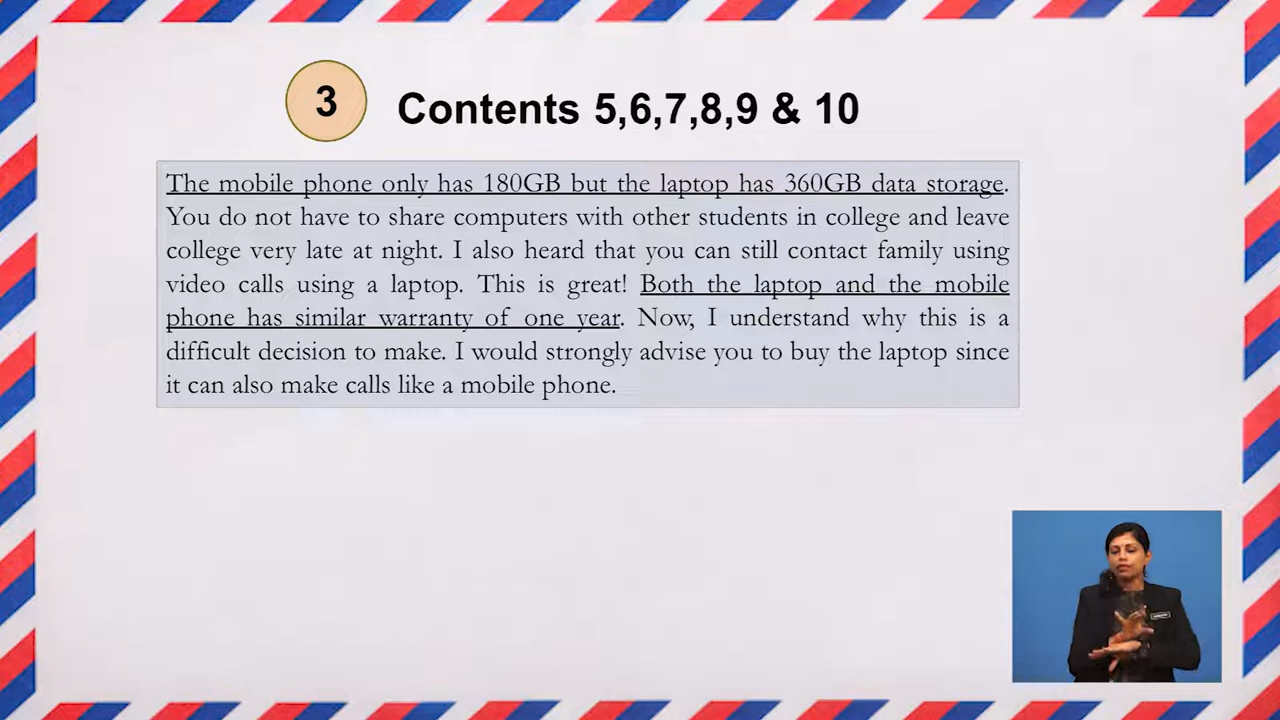 3
Contents 5,6,7,8,9 & 10
The mobile phone only has 180GB but the laptop has 360GB data storage.
You do not have to share computers with other students in college and leave
college very late at night. I also heard that you can still contact family using
video calls using a laptop. This is great! Both the laptop and the mobile
phone has similar warranty of one year. Now, I understand why this is a
difficult decision to make. I would strongly advise you to buy the laptop since
it can also make calls like a mobile phone.